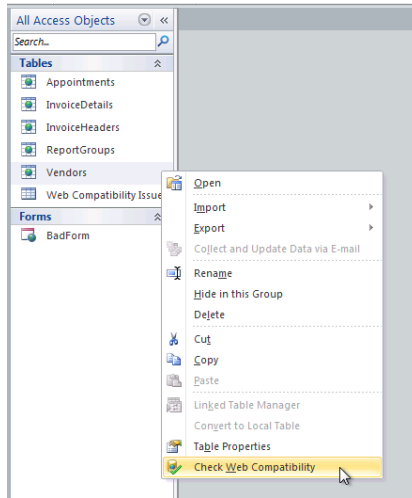 All Access Objects
Search...
Tables
Appointments
InvoiceDetails
InvoiceHeaders
ReportGroups
Vendors
Web Compatibility Issue
Forms
BadForm
Open
Import
Export
Collect and Update Data via E-mail
Rename
Hide in this Group
Delete
Cut
Copy
Paste
Linked Table Manager
Convert to Local Table
Table Properties
Check Web Compatibility